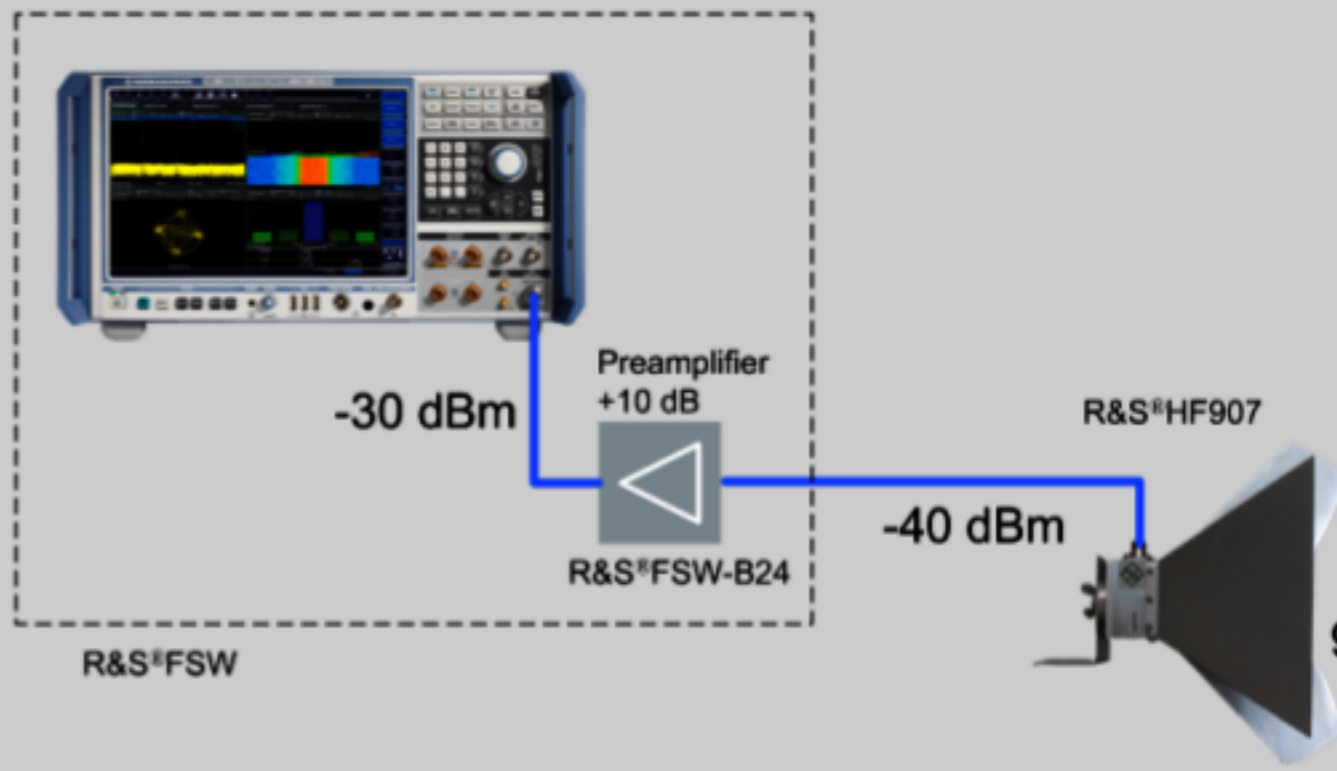 Preamplifier
+10 dB
-30 dBm
R&S®HF907
-40 dBm
R&S®FSW-B24
R&S®FSW